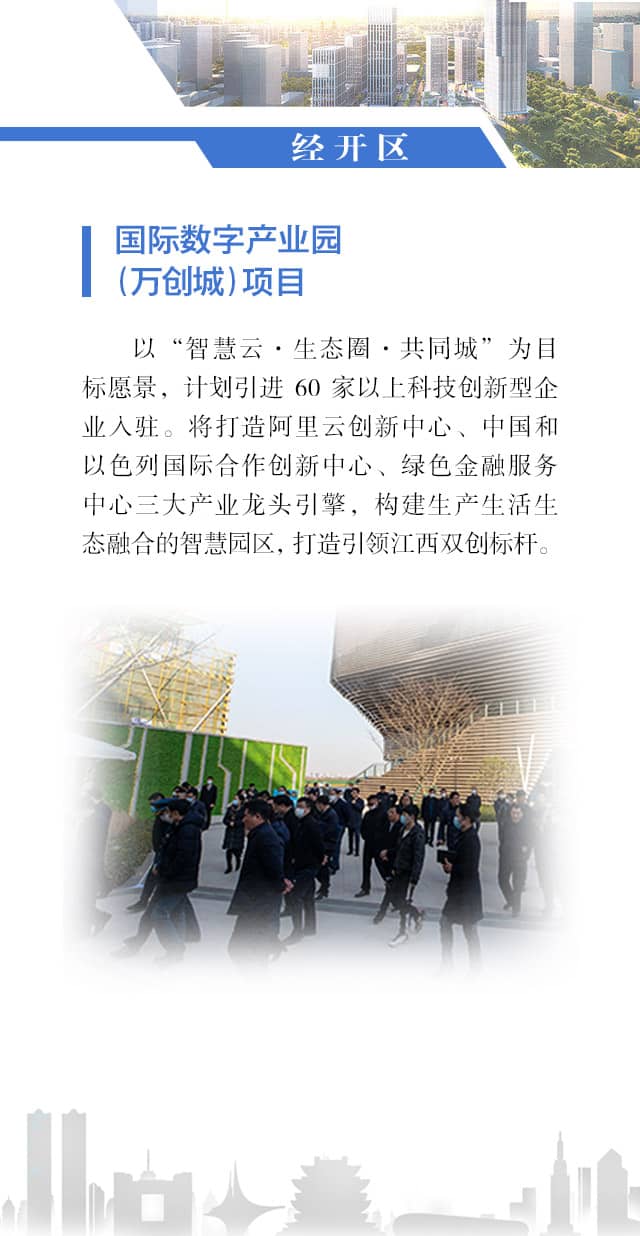 经开区
国际数字产业园
（万创城）项目
以“智慧云·生态圈·共同城”为目
标愿景，计划引进 60 家以上科技创新型企
业入驻。将打造阿里云创新中心、中国和
以色列国际合作创新中心、绿色金融服务
中心三大产业龙头引擎，构建生产生活生
态融合的智慧园区，打造引领江西双创标杆。